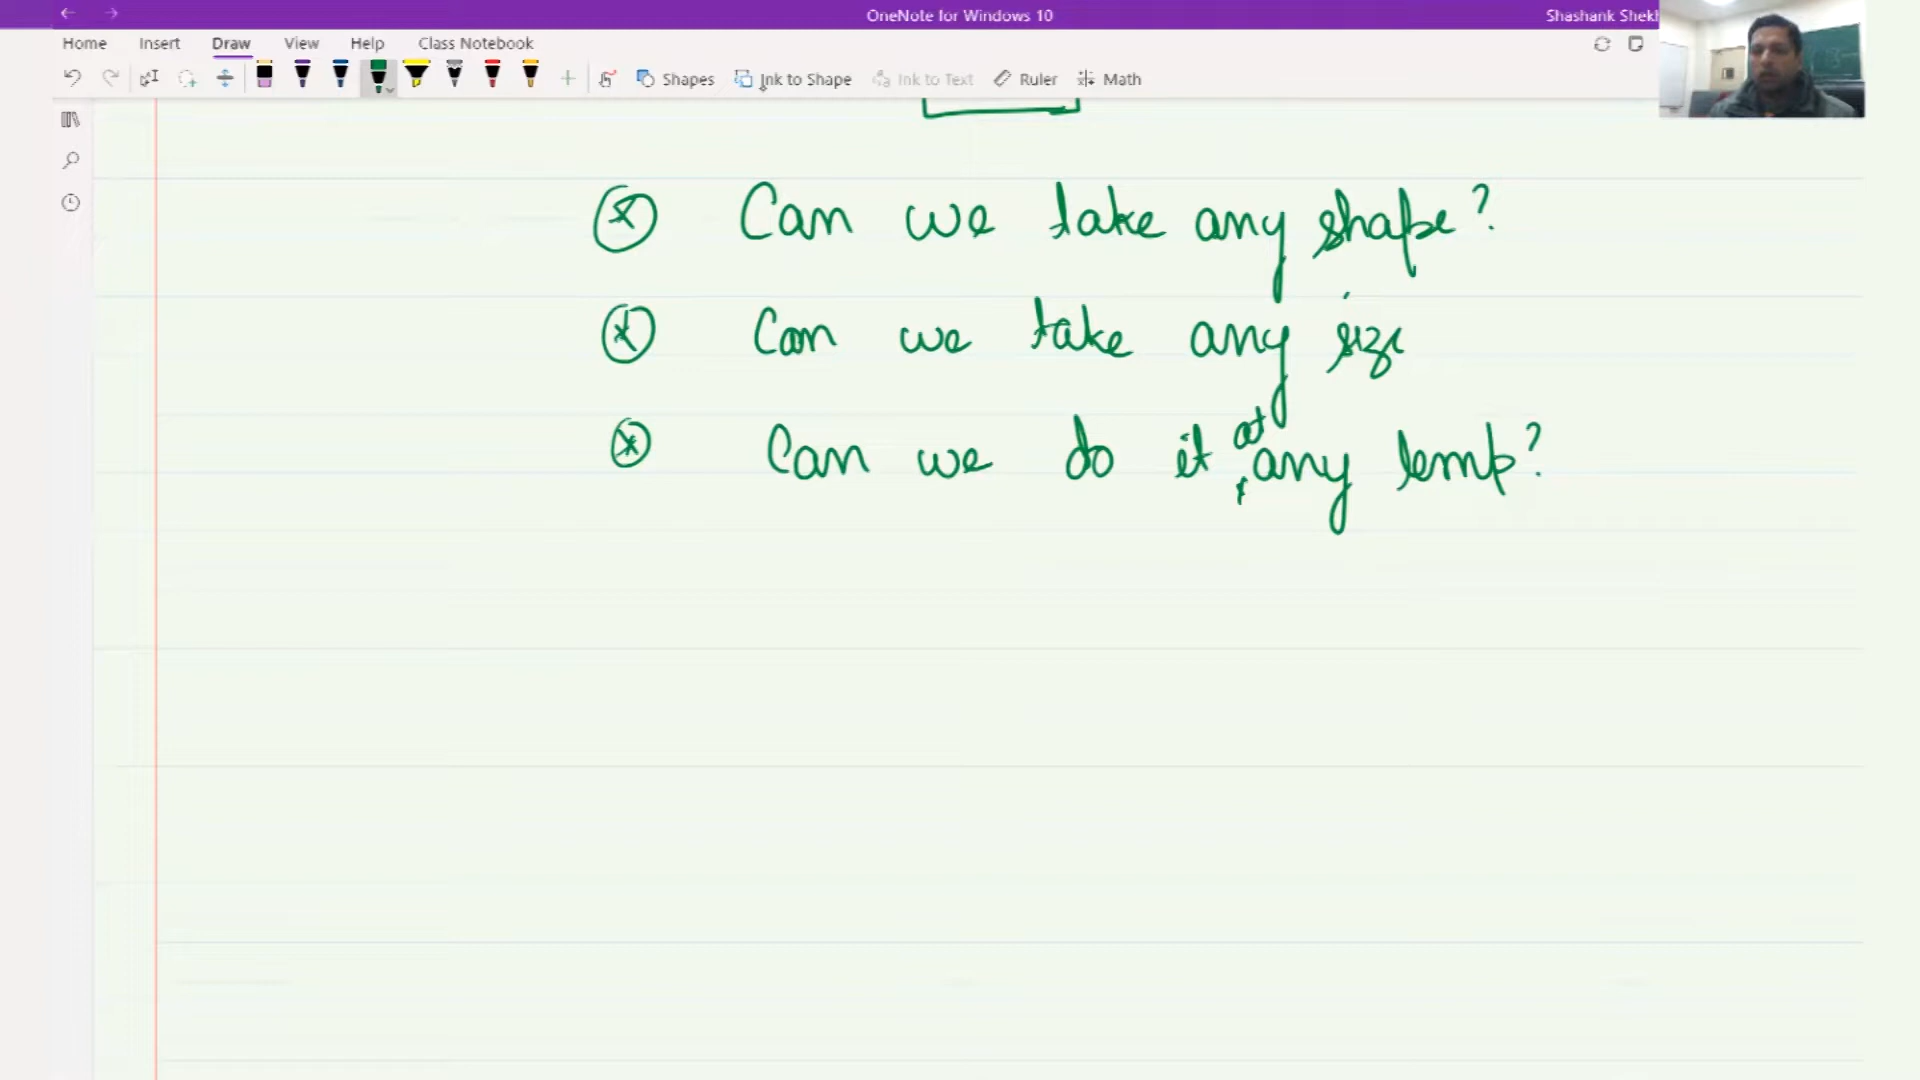 OneNote for Windows 10
Shashank Shekh
Home Insert Draw View Help Class Notebook
Shapes Ink to Shape Ink to Text Ruler Math
Can we take any shape?
Can we take any size
Can we do it at any temp?